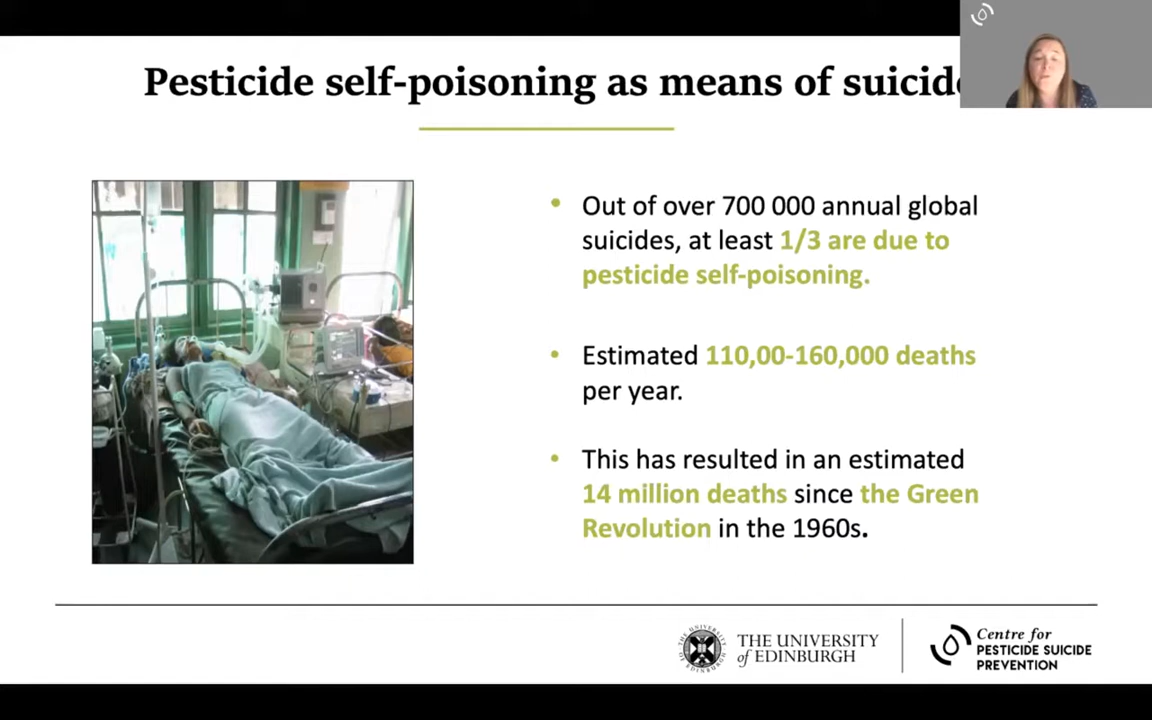 Pesticide self-poisoning as means of suicid
Out of over 700 000 annual global
suicides, at least 1/3 are due to
pesticide self-poisoning.
Estimated 110,00-160,000 deaths
per year.
This has resulted in an estimated
14 million deaths since the Green
Revolution in the 1960s.
THE UNIVERSITY
of EDINBURGH
Centre for
PESTICIDE SUICIDE
PREVENTION